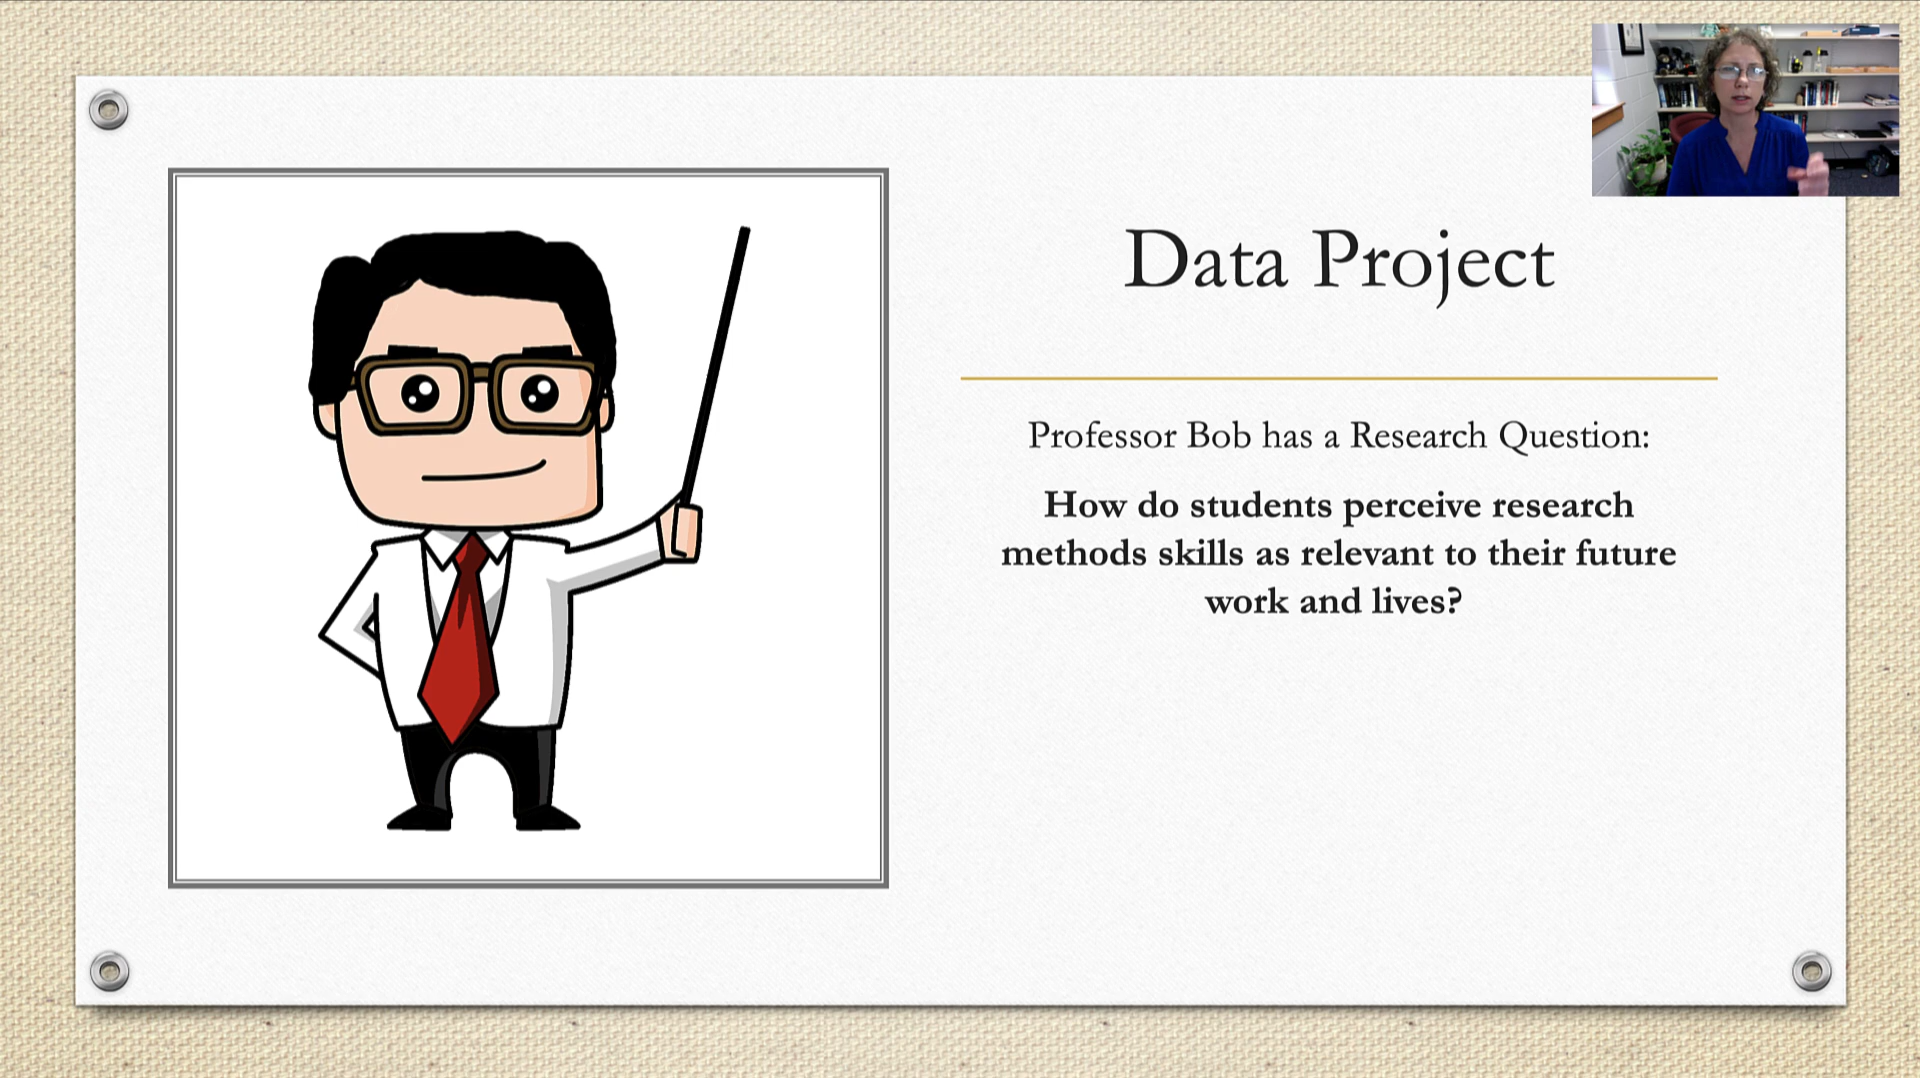 Data Project
Professor Bob has a Research Question:
How do students perceive research
methods skills as relevant to their future
work and lives?